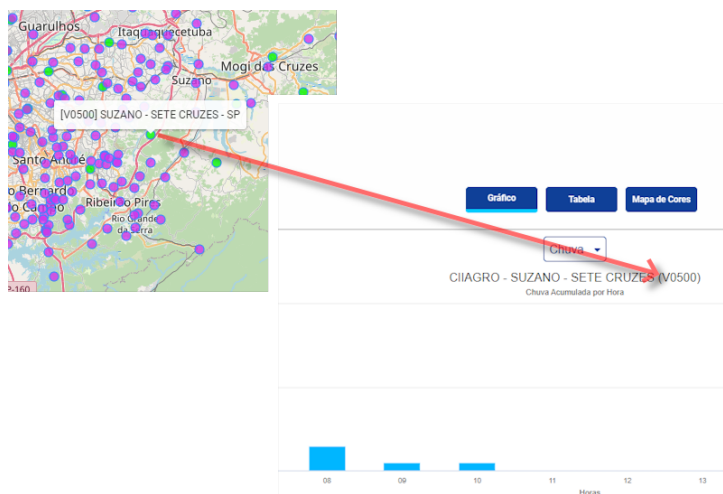 Guarulhos
Itaquaquecetuba
Mogi das Cruzes
Suzano
[V0500] SUZANO - SETE CRUZES - SP
Santo André
o Bernardo
o Campo
Ribeirão Pires
Rio Grande
da Serra
P-160
Gráfico
Tabela
Mapa de Cores
Chuva
CIIAGRO - SUZANO - SETE CRUZES (V0500)
Chuva Acumulada por Hora
08 09 10 11 12 13
Horas